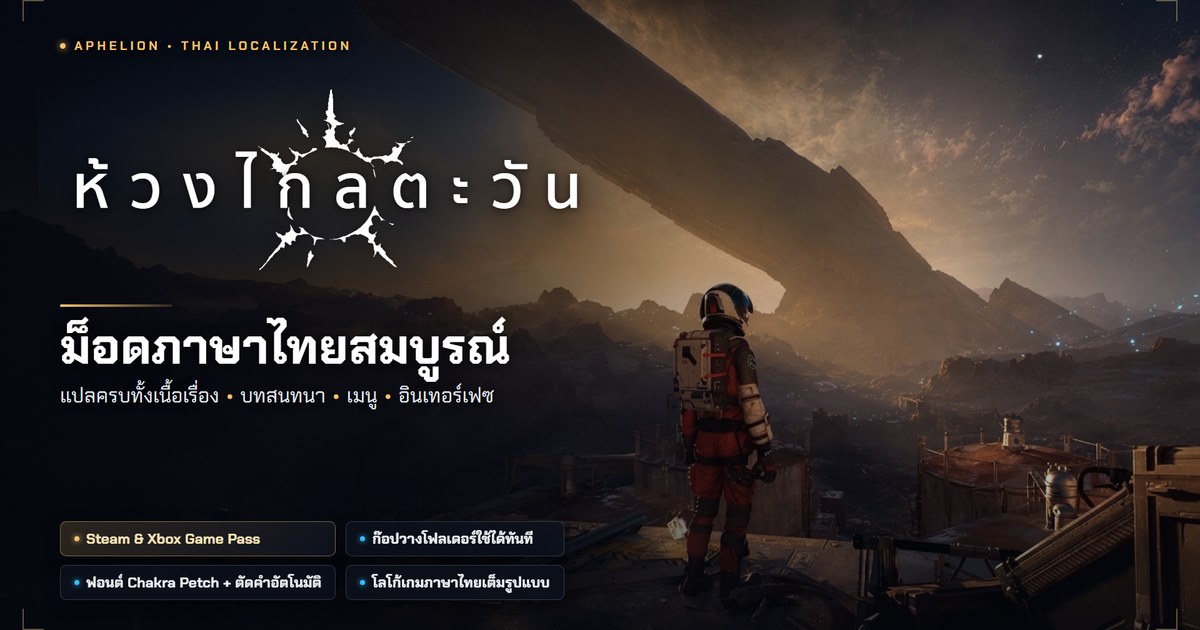 APHELION • THAI LOCALIZATION
ห้วงไกลตะวัน
ม็อดภาษาไทยสมบูรณ์
แปลครบทั้งเนื้อเรื่อง • บทสนทนา • เมนู • อินเทอร์เฟซ
Steam & Xbox Game Pass
ก๊อปวางโฟลเดอร์ใช้ได้ทันที
ฟอนต์ Chakra Petch + ตัดคำอัตโนมัติ
โลโก้เกมภาษาไทยเต็มรูปแบบ